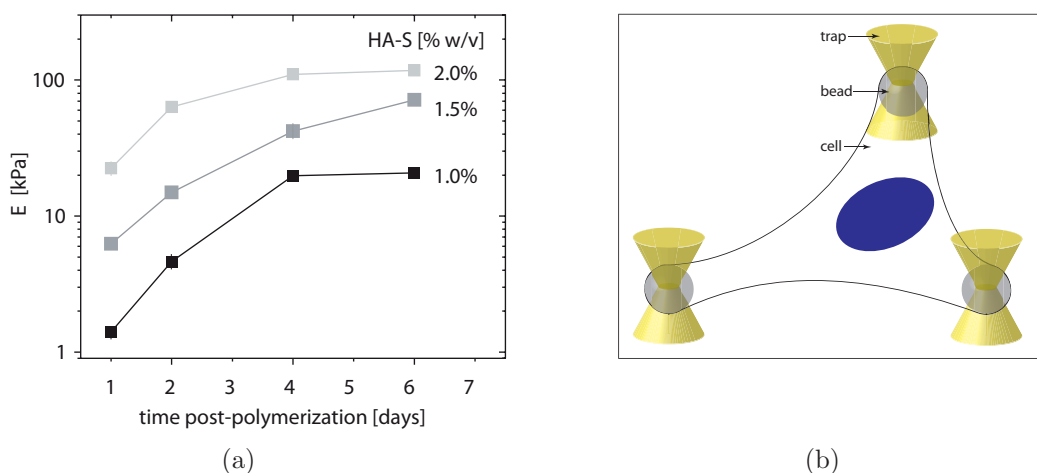 HA-S [% w/v]
2.0%
1.5%
1.0%
100
10
1
E [kPa]
1 2 3 4 5 6 7
time post-polymerization [days]
(a)
trap
bead
cell
(b)